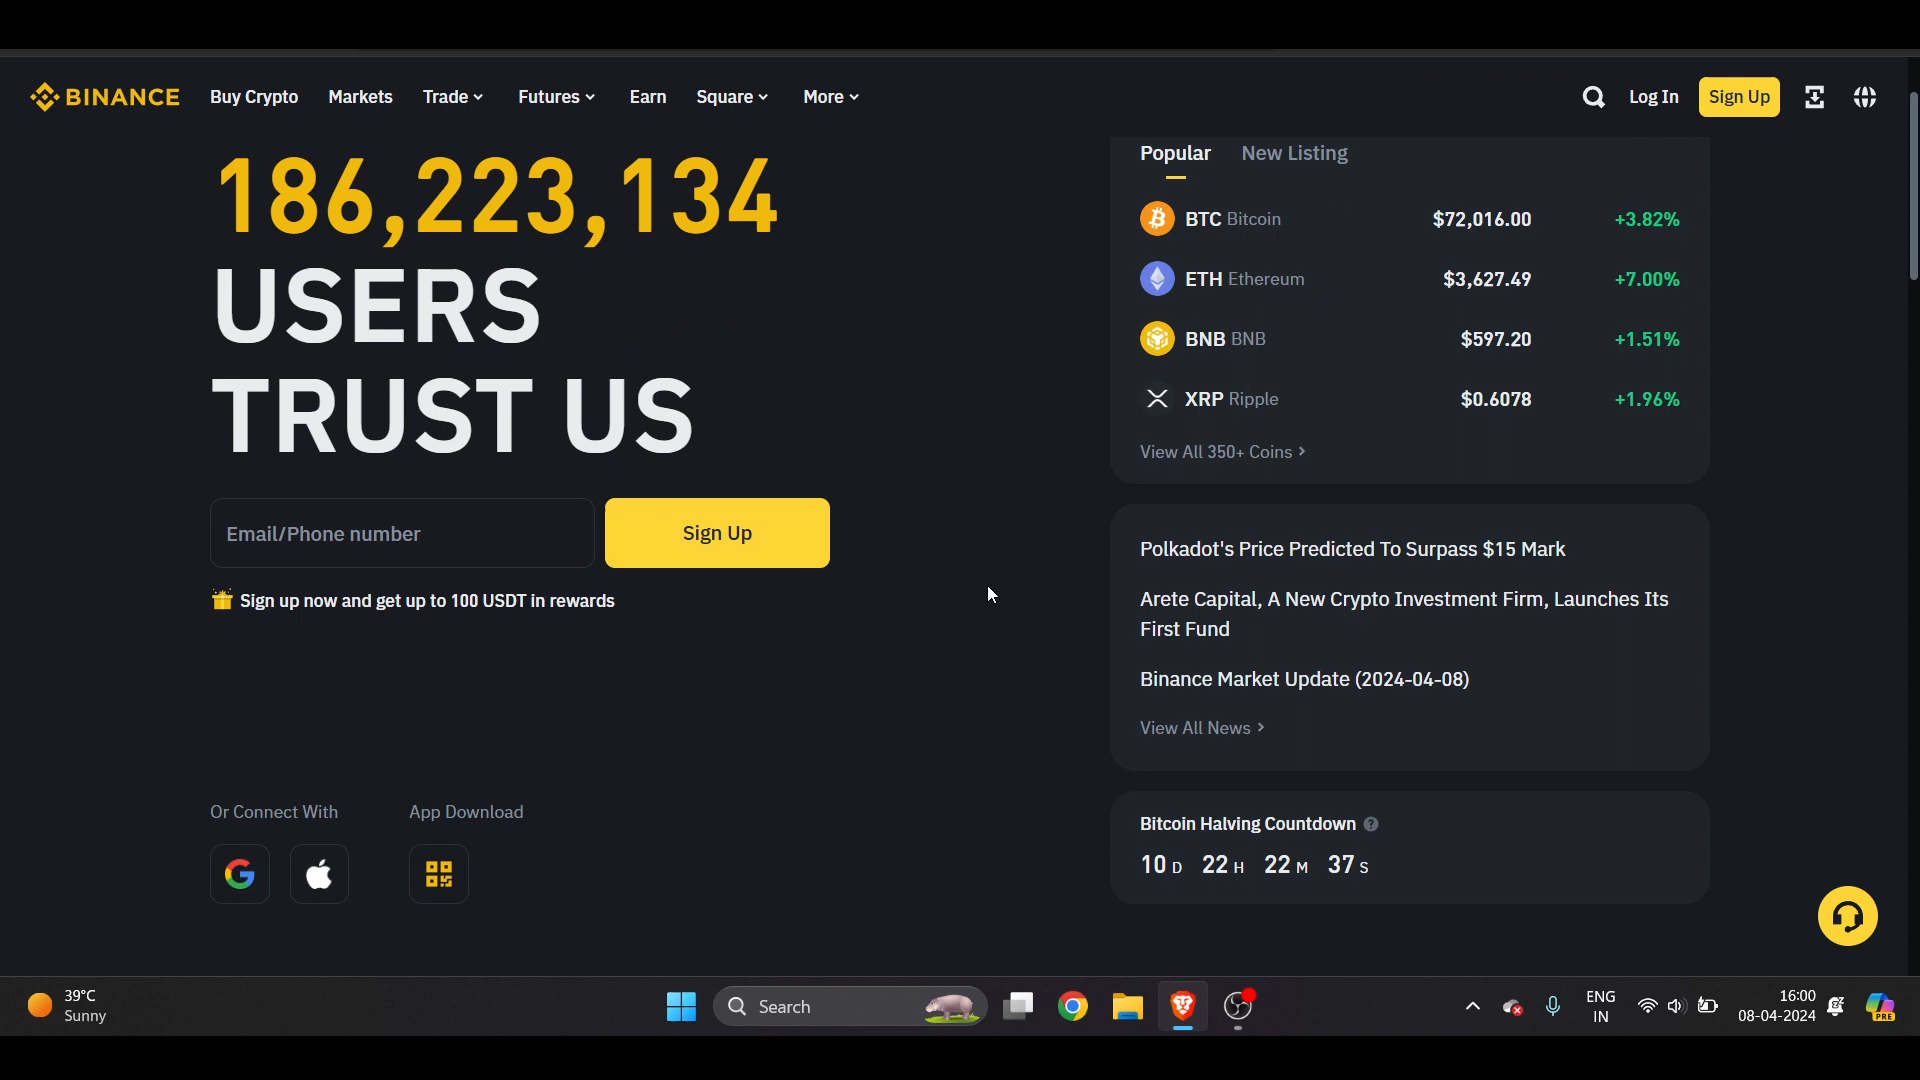 BINANCE Buy Crypto Markets Trade Futures Earn Square More Log In Sign Up
186,223,134
USERS
TRUST US
Email/Phone number Sign Up
Sign up now and get up to 100 USDT in rewards
Or Connect With App Download
Popular New Listing
BTC Bitcoin $72,016.00 +3.82%
ETH Ethereum $3,627.49 +7.00%
BNB BNB $597.20 +1.51%
XRP Ripple $0.6078 +1.96%
View All 350+ Coins
Polkadot's Price Predicted To Surpass $15 Mark
Arete Capital, A New Crypto Investment Firm, Launches Its
First Fund
Binance Market Update (2024-04-08)
View All News
Bitcoin Halving Countdown ?
10 D 22 H 22 M 37 S
39°C
Sunny
Search
ENG
IN
16:00
08-04-2024
PRE